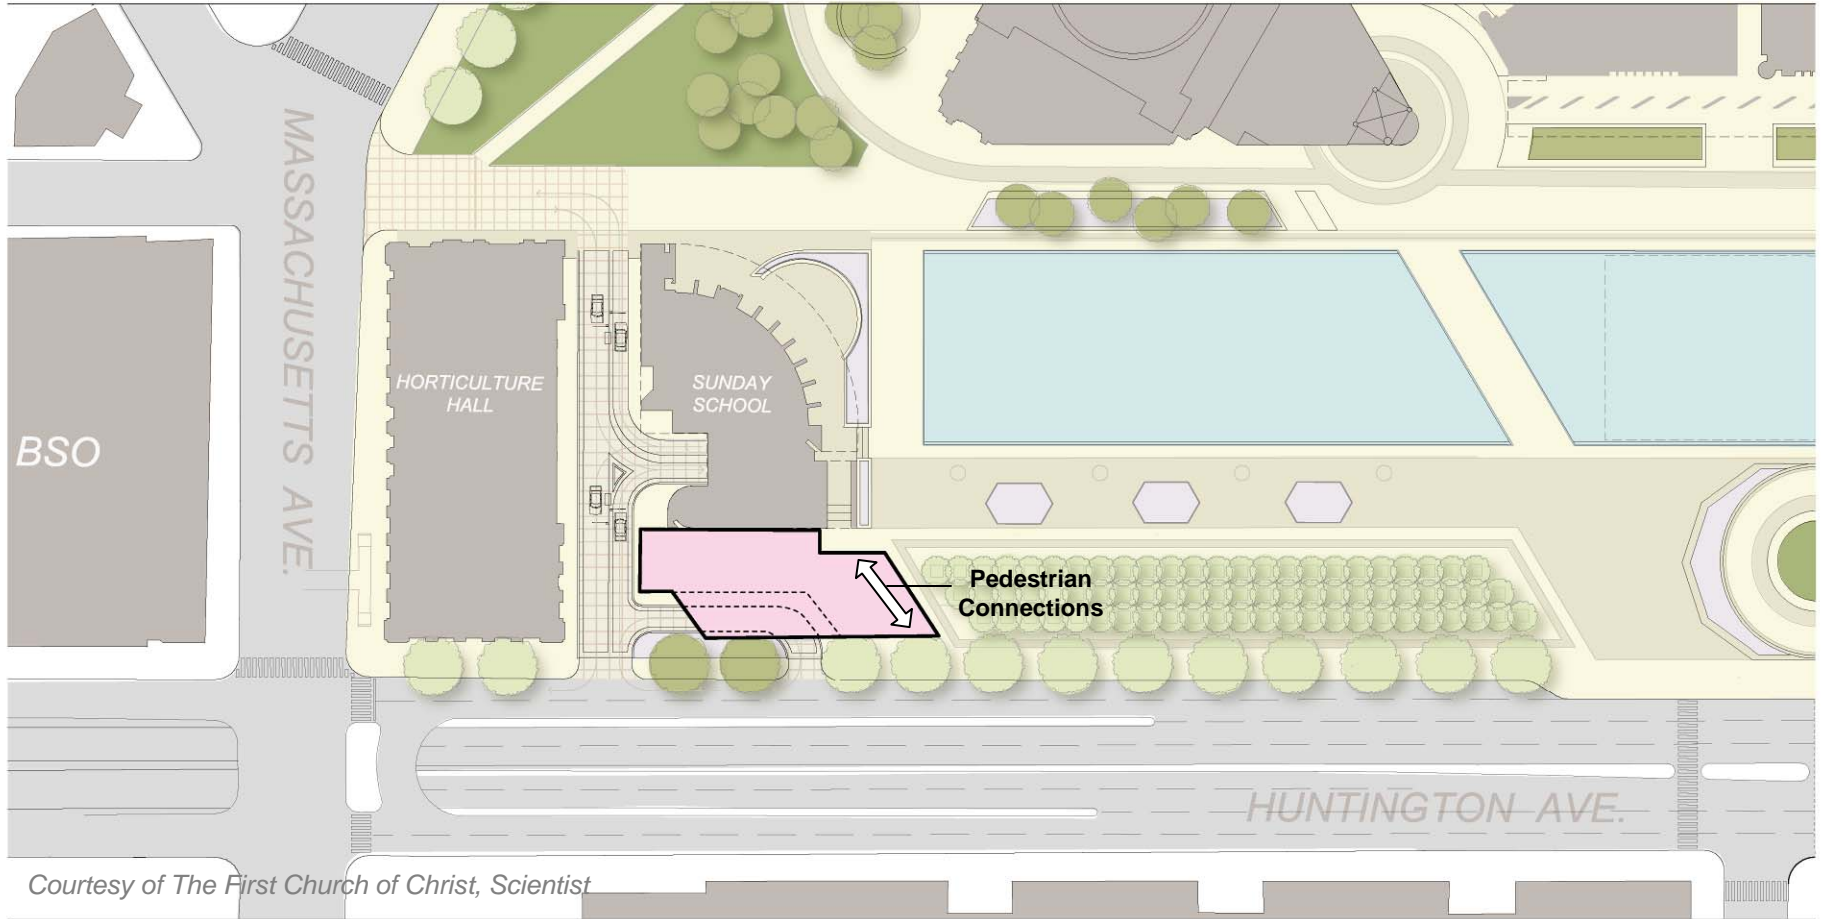 MASSACHUSETTS AVE.
HORTICULTURE
HALL
SUNDAY
SCHOOL
BSO
Pedestrian
Connections
HUNTINGTON AVE.
Courtesy of The First Church of Christ, Scientist